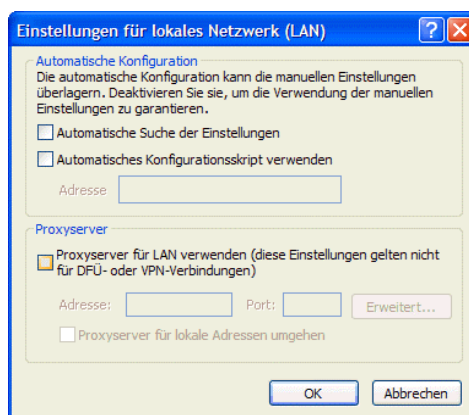 Einstellungen für lokales Netzwerk (LAN)
Automatische Konfiguration
Die automatische Konfiguration kann die manuellen Einstellungen
überlagern. Deaktivieren Sie sie, um die Verwendung der manuellen
Einstellungen zu garantieren.
Automatische Suche der Einstellungen
Automatisches Konfigurationsskript verwenden
Adresse
Proxyserver
Proxyserver für LAN verwenden (diese Einstellungen gelten nicht
für DFÜ- oder VPN-Verbindungen)
Adresse: Port: Erweitert...
Proxyserver für lokale Adressen umgehen
OK Abbrechen